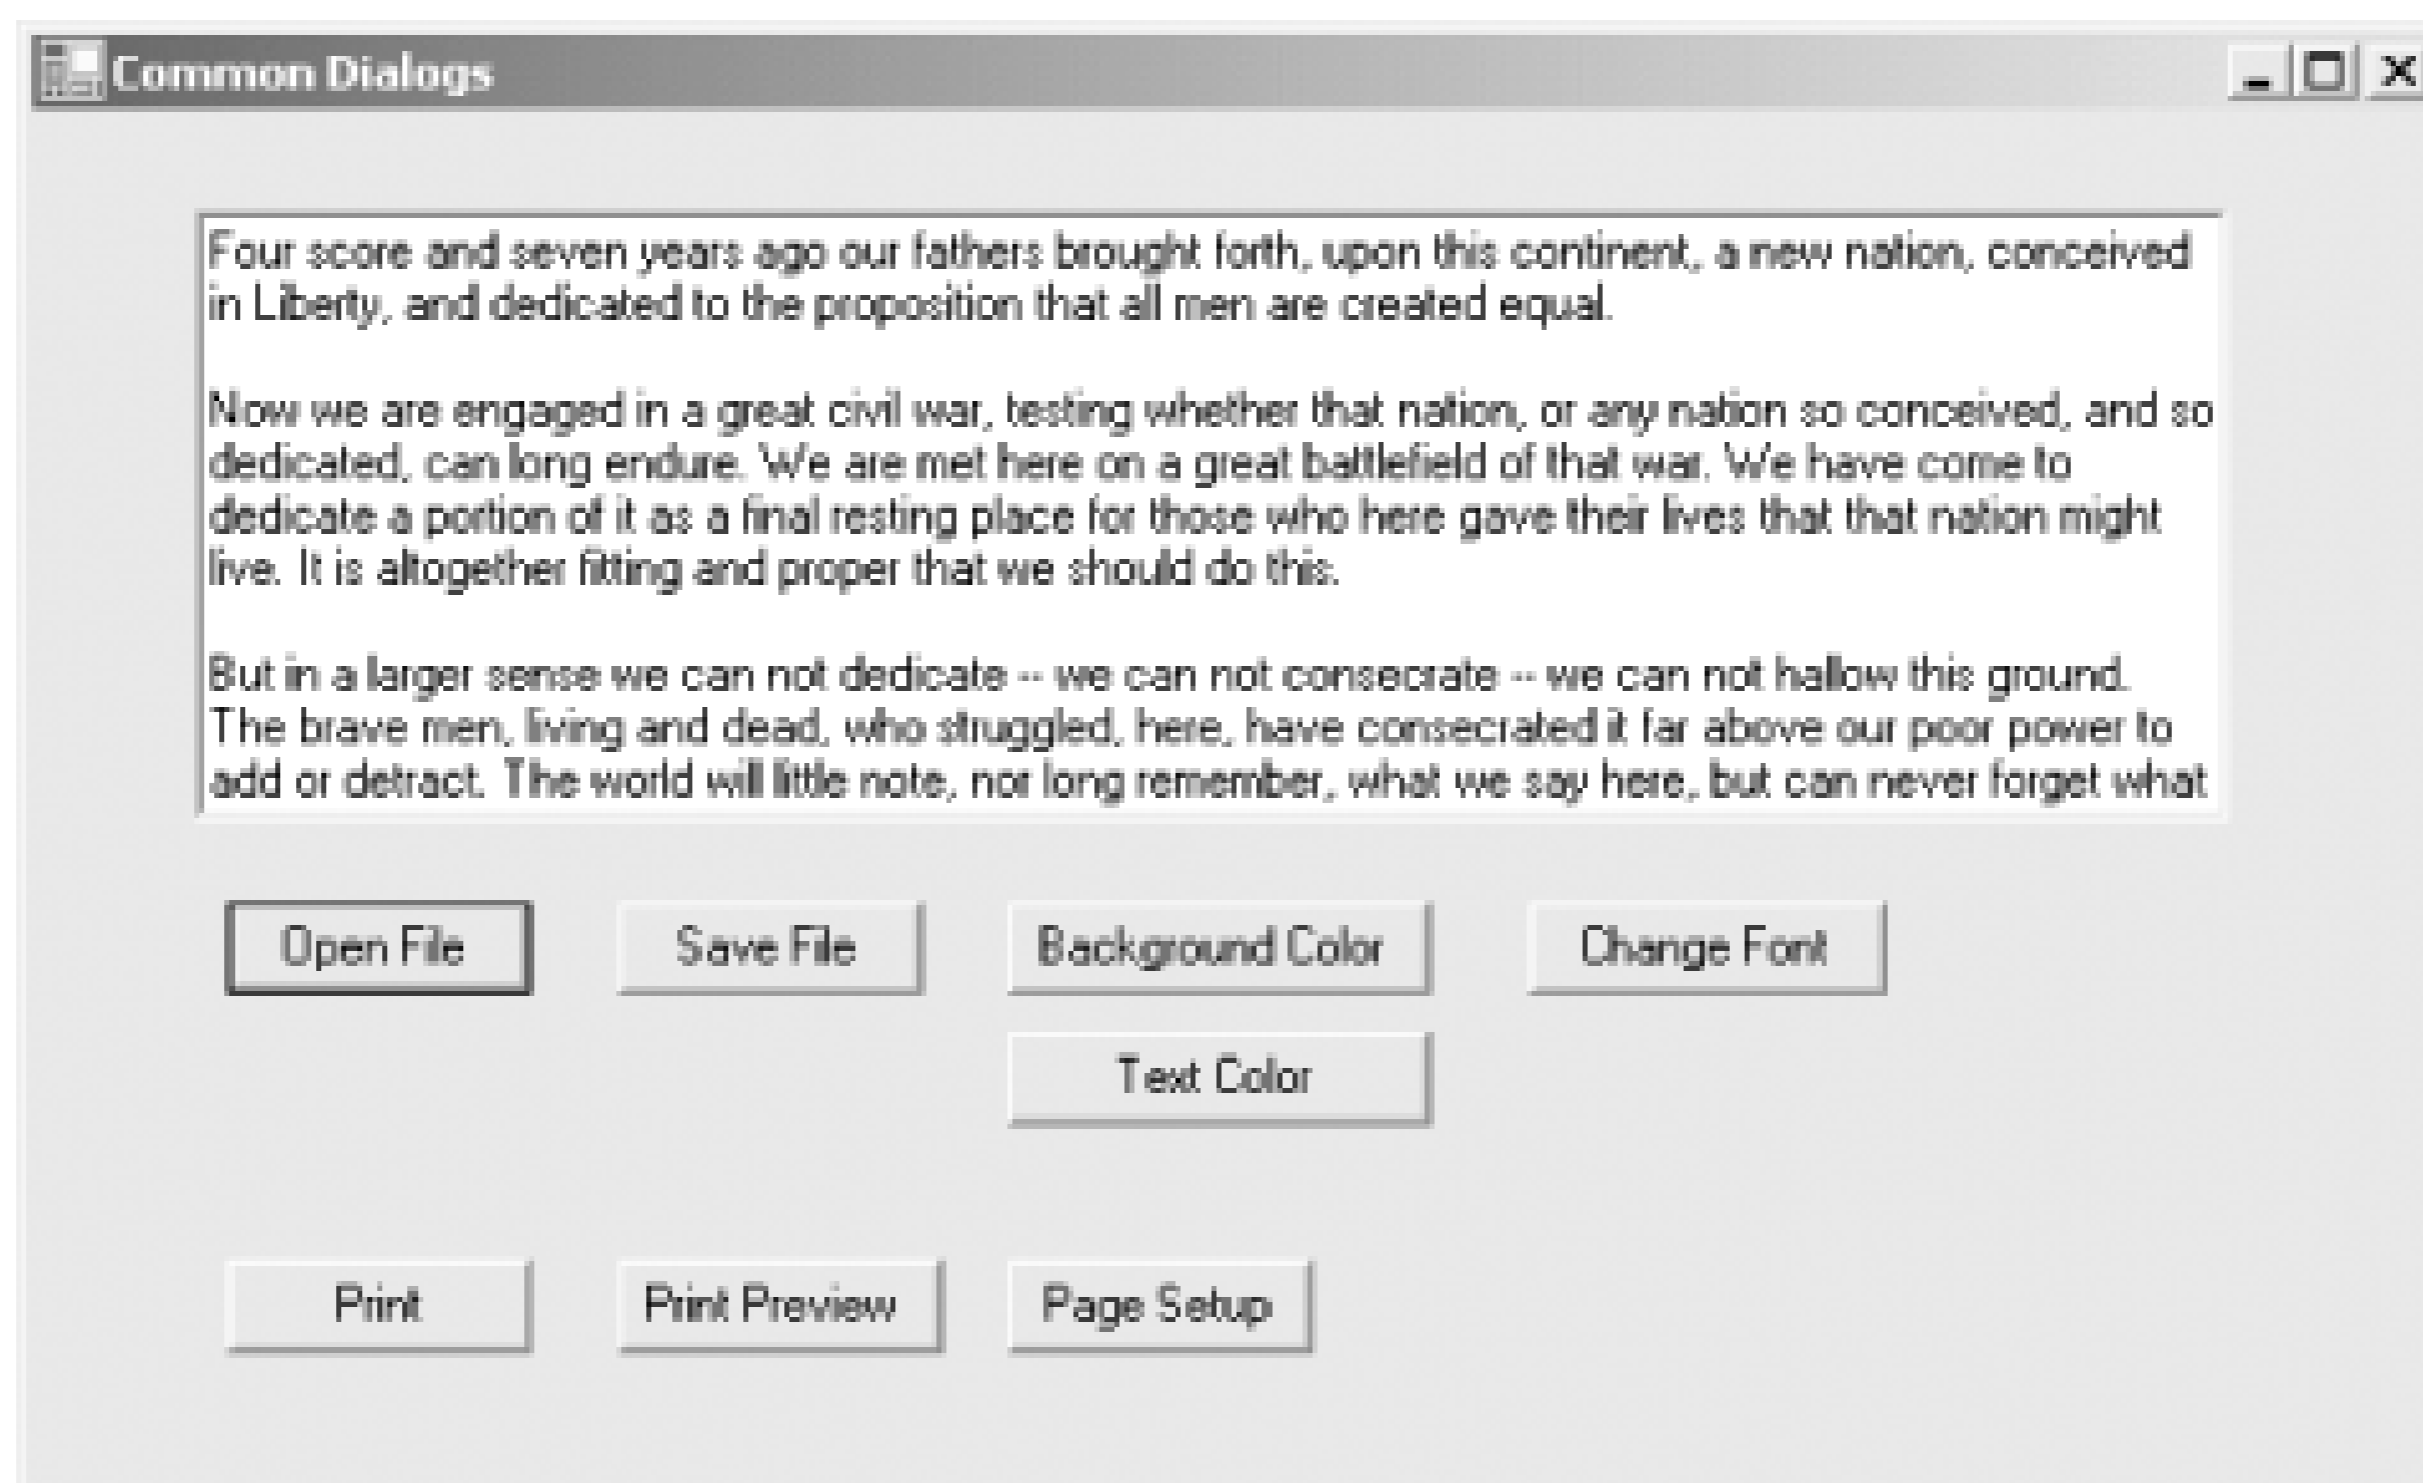 Common Dialogs
Four score and seven years ago our fathers brought forth, upon this continent, a new nation, conceived
in Liberty, and dedicated to the proposition that all men are created equal.
Now we are engaged in a great civil war, testing whether that nation, or any nation so conceived, and so
dedicated, can long endure. We are met here on a great battlefield of that war. We have come to
dedicate a portion of it as a final resting place for those who here gave their lives that that nation might
live. It is altogether fitting and proper that we should do this.
But in a larger sense we can not dedicate -- we can not consecrate -- we can not hallow this ground.
The brave men, living and dead, who struggled, here, have consecrated it far above our poor power to
add or detract. The world will little note, nor long remember, what we say here, but can never forget what
Open File Save File Background Color Change Font
Text Color
Print Print Preview Page Setup